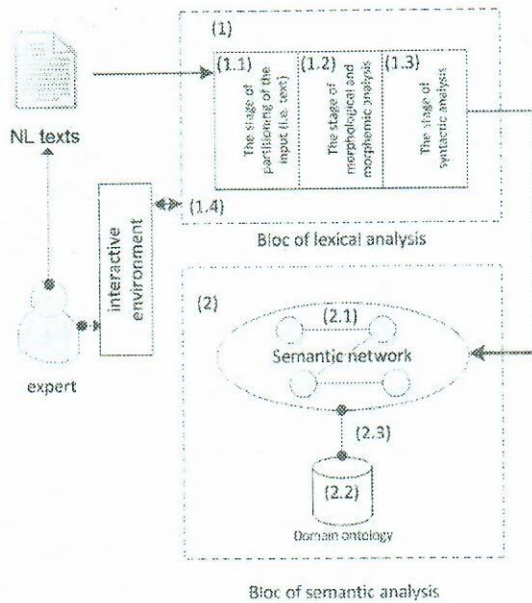 (1)
(1.1)
(1.2)
(1.3)
The stage of
partitioning of the
input (i.e. text)
The stage of
morphological and
morphemic analysis
The stage of
syntactic analysis
NL texts
(1.4)
Bloc of lexical analysis
interactive
environment
expert
(2)
(2.1)
Semantic network
(2.3)
(2.2)
Domain ontology
Bloc of semantic analysis